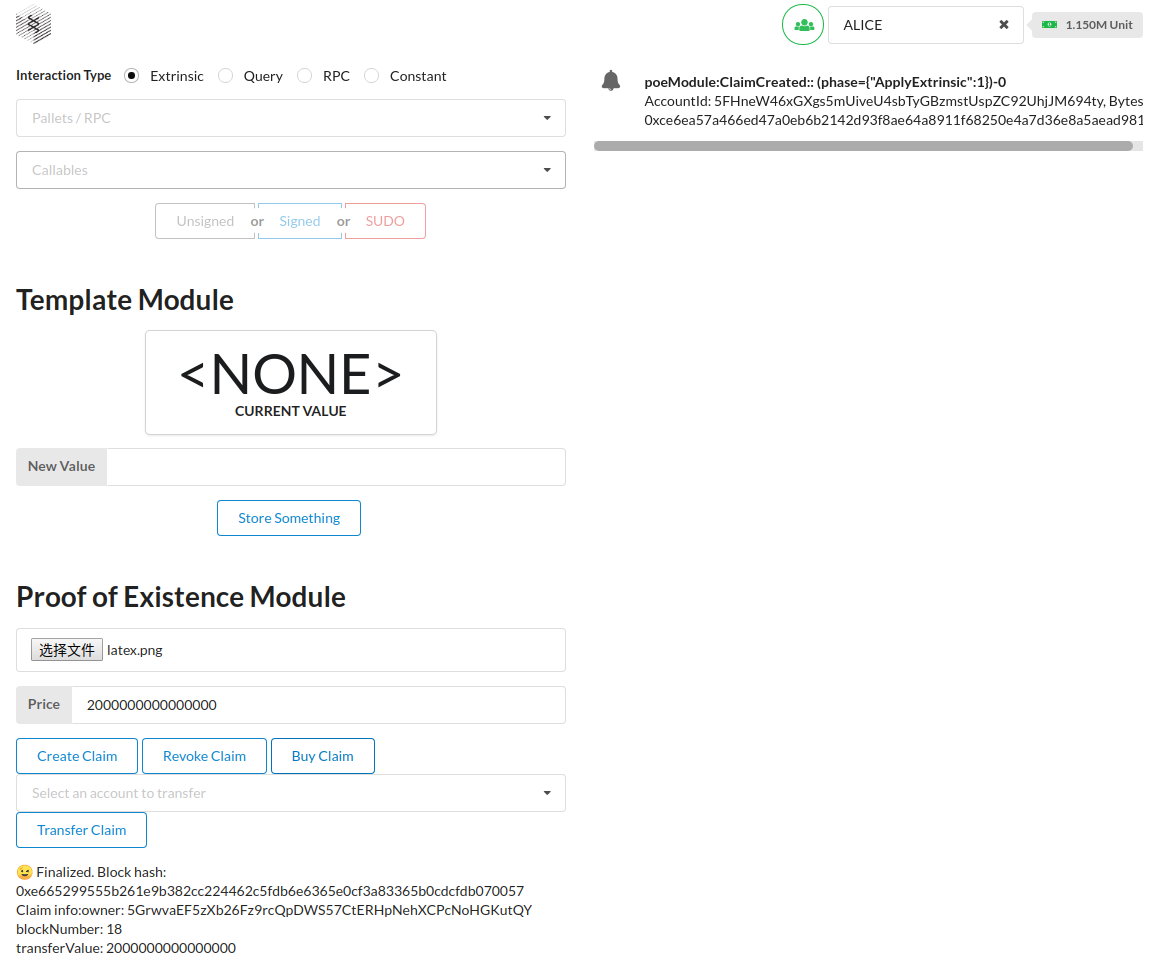 ALICE
1.150M Unit
Interaction Type Extrinsic Query RPC Constant
Pallets / RPC
Callables
Unsigned or Signed or SUDO
poeModule:ClaimCreated:: (phase={"ApplyExtrinsic":1})-0
AccountId: 5FHneW46xGXgs5mUiveU4sbTyGBzmstUspZC92UhjJM694ty, Bytes
0xce6ea57a466ed47a0eb6b2142d93f8ae64a8911f68250e4a7d36e8a5aead981
Template Module
<NONE>
CURRENT VALUE
New Value
Store Something
Proof of Existence Module
选择文件 latex.png
Price 2000000000000000
Create Claim Revoke Claim Buy Claim
Select an account to transfer
Transfer Claim
😉 Finalized. Block hash:
0xe665299555b261e9b382cc224462c5fdb6e6365e0cf3a83365b0cdcfdb070057
Claim info:owner: 5GrwvaEF5zXb26Fz9rcQpDWS57CtERHpNehXCPcNoHGKutQY
blockNumber: 18
transferValue: 2000000000000000